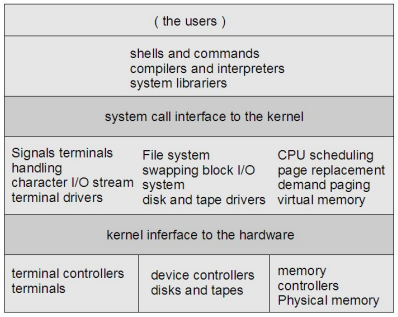 ( the users )
shells and commands
compilers and interpreters
system librariers
system call interface to the kernel
Signals terminals
handling
character I/O stream
terminal drivers
File system
swapping block I/O
system
disk and tape drivers
CPU scheduling
page replacement
demand paging
virtual memory
kernel inferface to the hardware
terminal controllers
terminals
device controllers
disks and tapes
memory
controllers
Physical memory